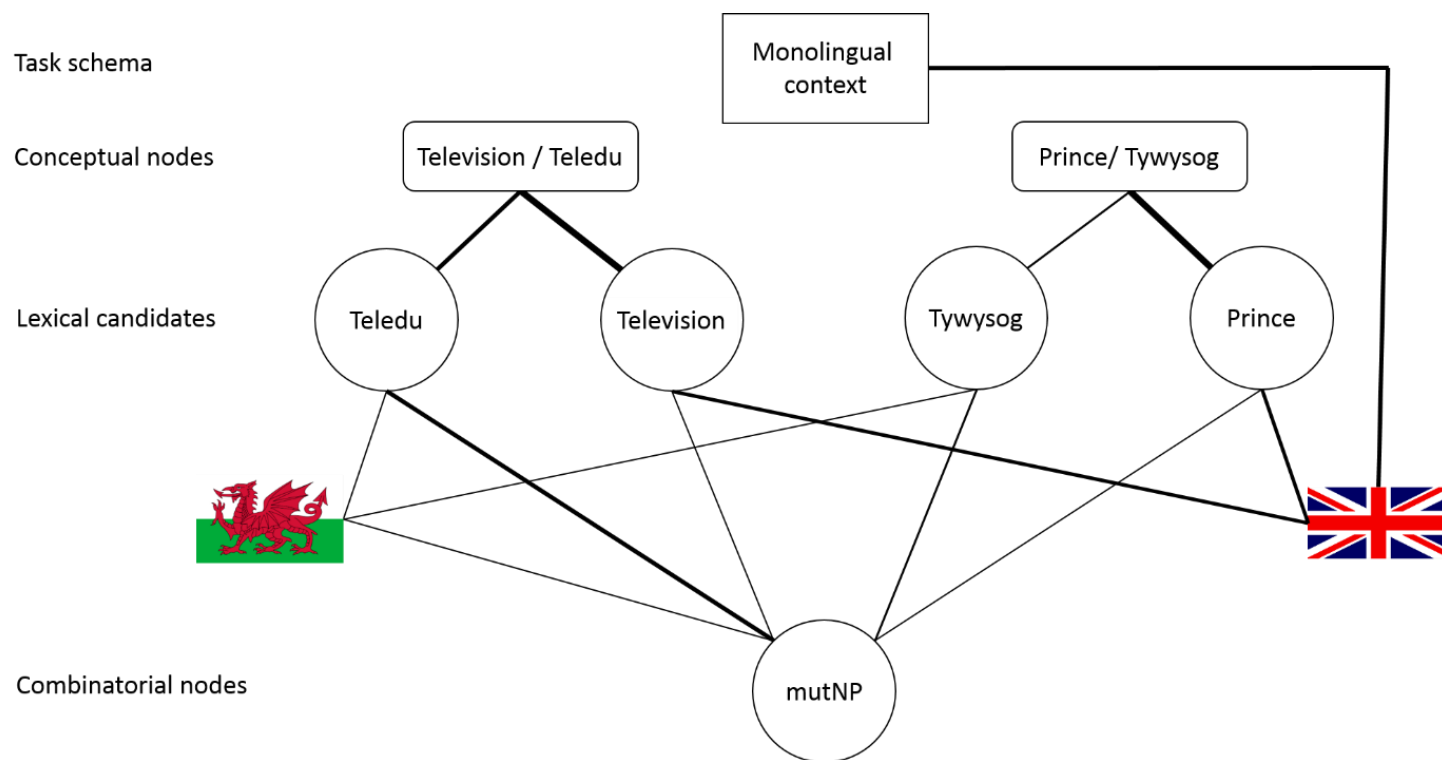 Task schema
Monolingual
context
Conceptual nodes
Television / Teledu
Prince/ Tywysog
Lexical candidates
Teledu
Television
Tywysog
Prince
Combinatorial nodes
mutNP